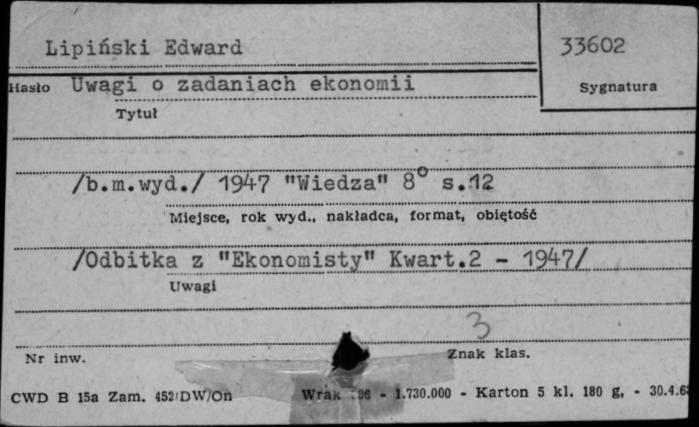 Lipiński Edward
33602
Hasło Uwagi o zadaniach ekonomii
Sygnatura
Tytuł
/b.m.wyd./ 1947 "Wiedza" 8° s.12
Miejsce, rok wyd., nakładca, format, objętość
/Odbitka z "Ekonomisty" Kwart.2 - 1947/
Uwagi
3
Nr inw. Znak klas.
CWD B 15a Zam. 452/DW/On - 1.730.000 - Karton 5 kl. 180 g, - 30.4.